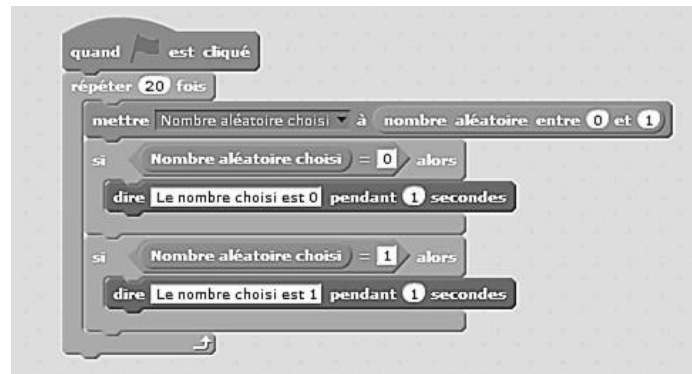 quand est cliqué
répéter 20 fois
mettre Nombre aléatoire choisi à nombre aléatoire entre 0 et 1
si Nombre aléatoire choisi = 0 alors
dire Le nombre choisi est 0 pendant 1 secondes
si Nombre aléatoire choisi = 1 alors
dire Le nombre choisi est 1 pendant 1 secondes